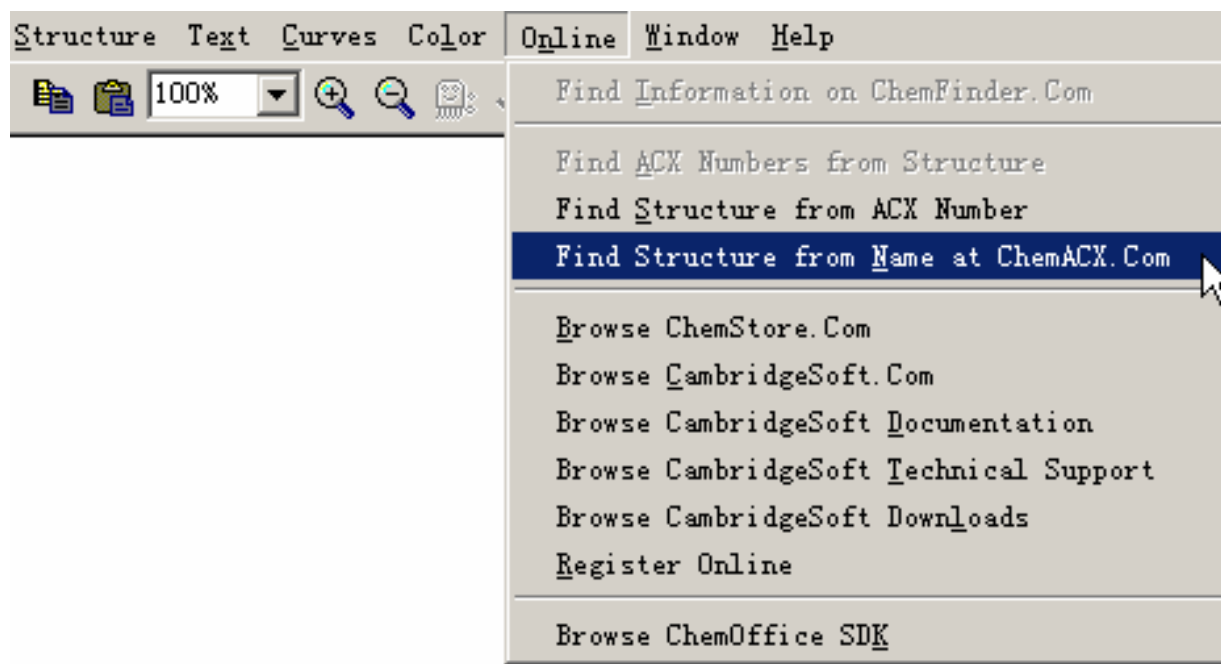 Structure Text Curves Color Online Window Help
100%
Find Information on ChemFinder.Com
Find ACX Numbers from Structure
Find Structure from ACX Number
Find Structure from Name at ChemACX.Com
Browse ChemStore.Com
Browse CambridgeSoft.Com
Browse CambridgeSoft Documentation
Browse CambridgeSoft Technical Support
Browse CambridgeSoft Downloads
Register Online
Browse ChemOffice SDK